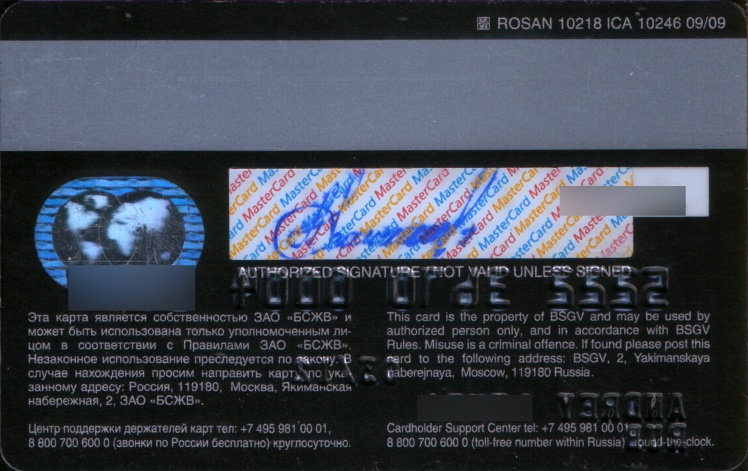 ROSAN 10218 ICA 10246 09/09
MasterCard
AUTHORIZED SIGNATURE / NOT VALID UNLESS SIGNED
Эта карта является собственностью ЗАО «БСЖВ» и
может быть использована только уполномоченным ли-
цом в соответствии с Правилами ЗАО «БСЖВ».
Незаконное использование преследуется по закону. В
случае нахождения просим направить карту по ука-
занному адресу: Россия, 119180, Москва, Якиманская
набережная, 2, ЗАО «БСЖВ».
Центр поддержки держателей карт тел: +7 495 981 00 01,
8 800 700 600 0 (звонки по России бесплатно) круглосуточно.
This card is the property of BSGV and may be used by
authorized person only, and in accordance with BSGV
Rules. Misuse is a criminal offence. If found please post this
card to the following address: BSGV, 2, Yakimanskaya
naberejnaya, Moscow, 119180 Russia.
Cardholder Support Center tel: +7 495 981 00 01
8 800 700 600 0 (toll-free number within Russia) round-the-clock.
ANDREY
RUB